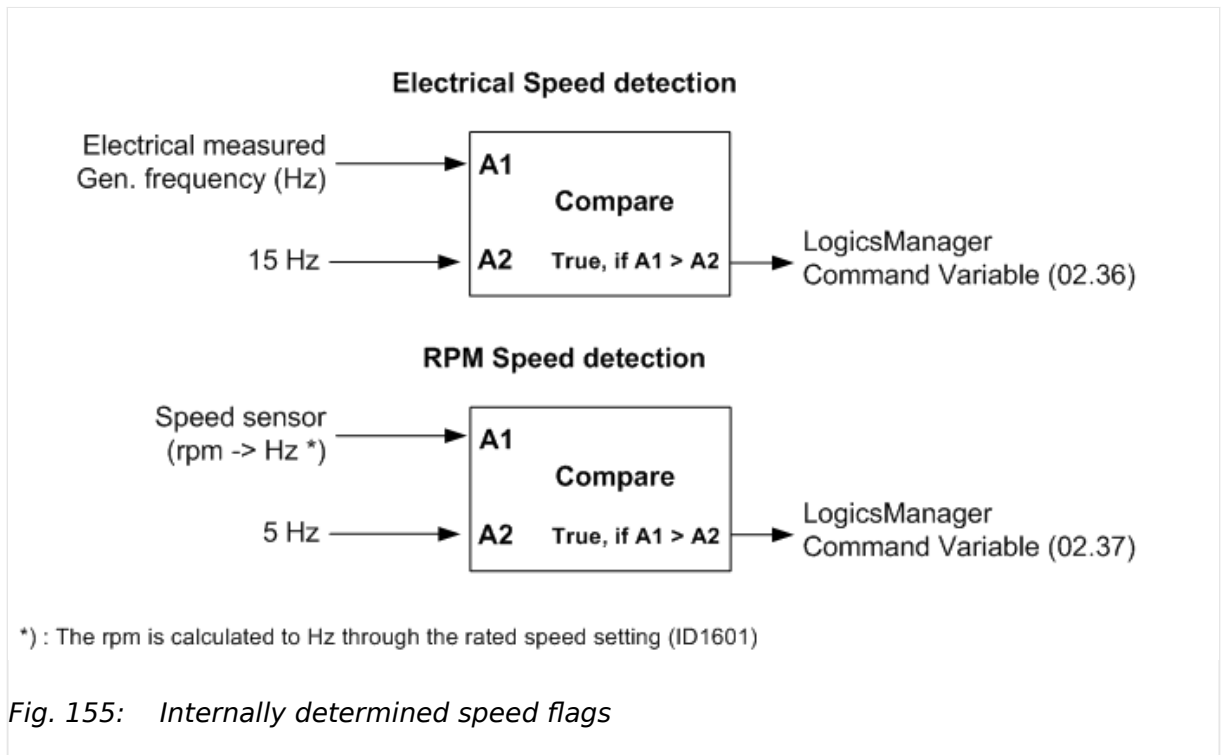 Electrical Speed detection
Electrical measured
Gen. frequency (Hz)
A1
Compare
15 Hz
A2
True, if A1 > A2
LogicsManager
Command Variable (02.36)
RPM Speed detection
Speed sensor
(rpm -> Hz *)
A1
Compare
5 Hz
A2
True, if A1 > A2
LogicsManager
Command Variable (02.37)
*) : The rpm is calculated to Hz through the rated speed setting (ID1601)
Fig. 155: Internally determined speed flags